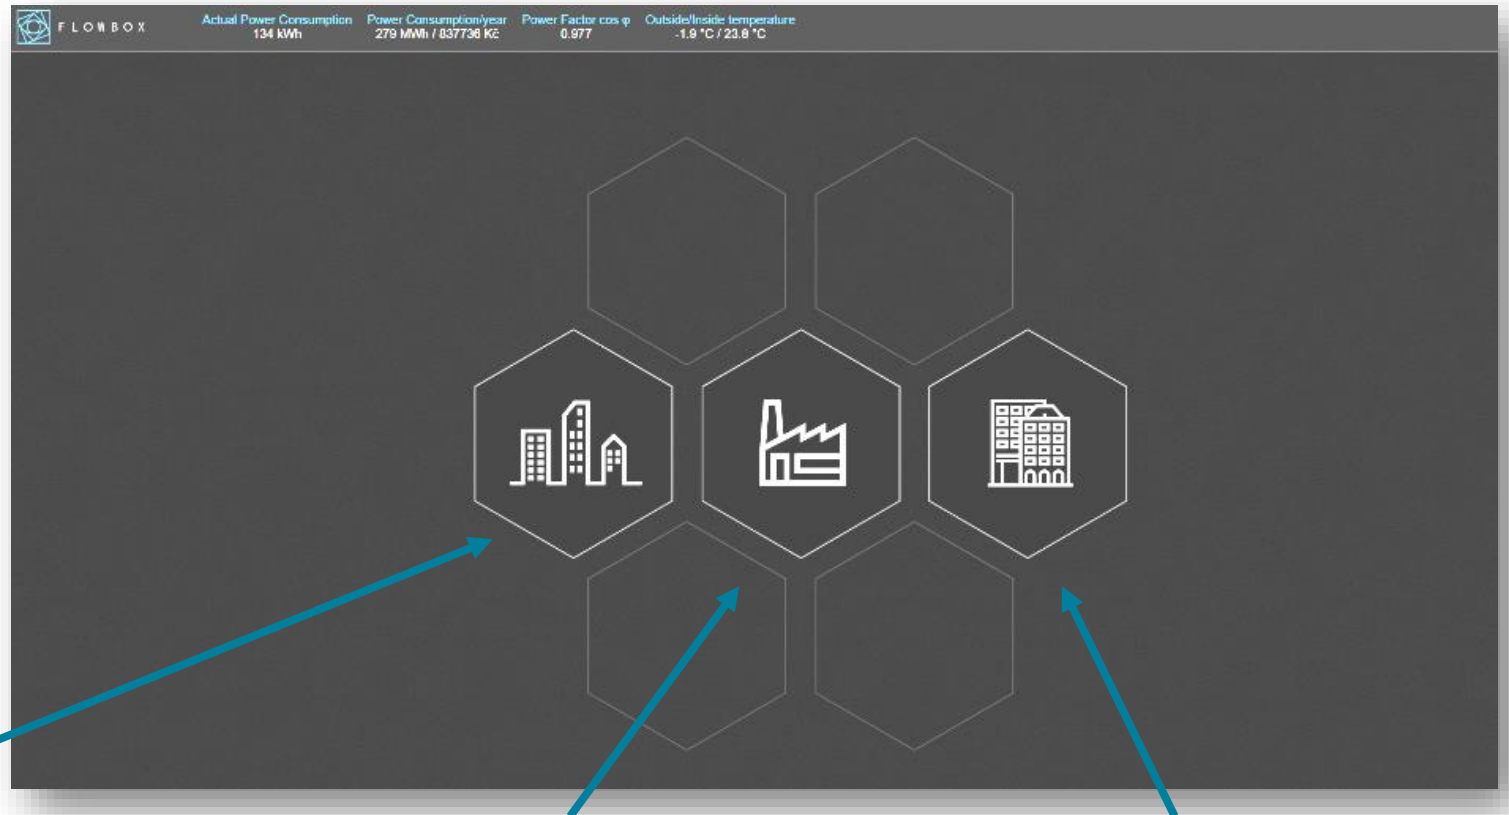 FLOWBOX
Actual Power Consumption
134 kWh
Power Consumption/year
279 MWh / 837736 Kč
Power Factor cos φ
0.977
Outside/Inside temperature
-1.9 °C / 23.8 °C